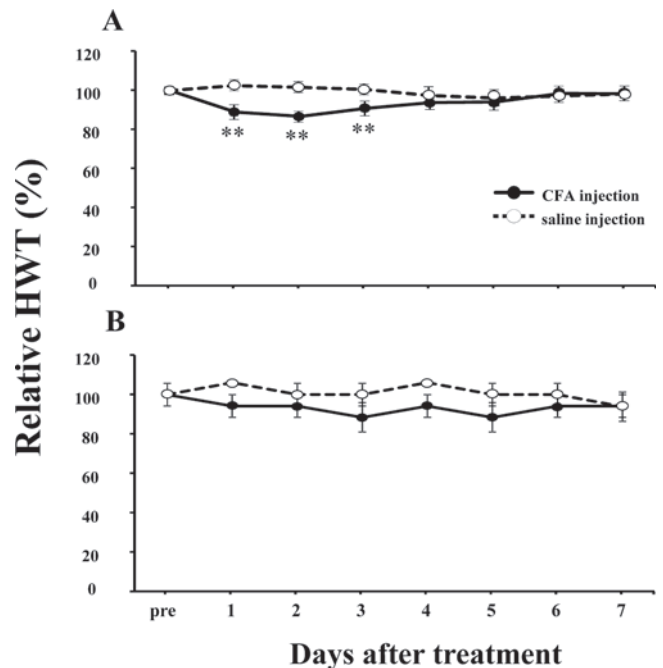 A
120
100
80
60
40
20
0
** ** **
CFA injection
saline injection
Relative HWT (%)
B
120
100
80
60
40
20
0
pre 1 2 3 4 5 6 7
Days after treatment